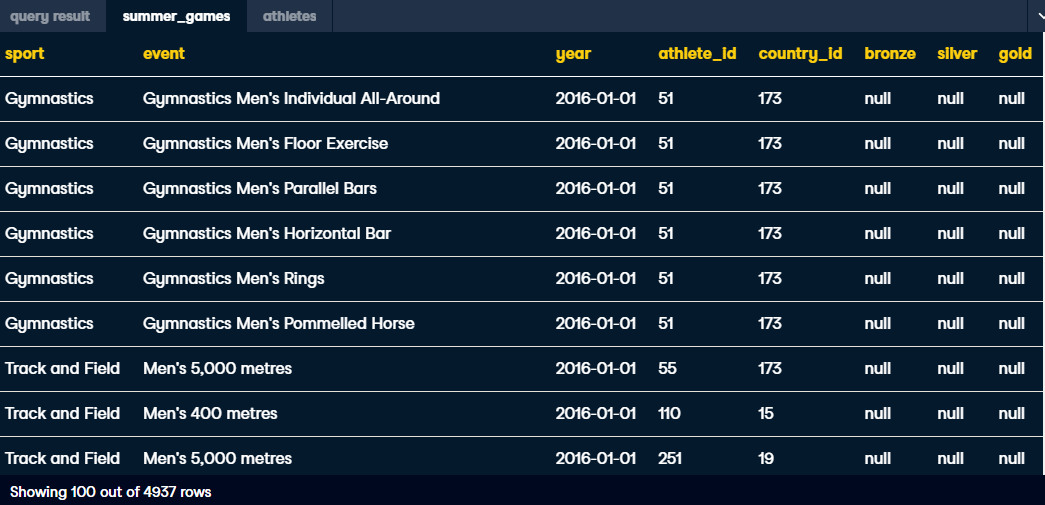 query result summer_games athletes
sport event year athlete_id country_id bronze silver gold
Gymnastics Gymnastics Men's Individual All-Around 2016-01-01 51 173 null null null
Gymnastics Gymnastics Men's Floor Exercise 2016-01-01 51 173 null null null
Gymnastics Gymnastics Men's Parallel Bars 2016-01-01 51 173 null null null
Gymnastics Gymnastics Men's Horizontal Bar 2016-01-01 51 173 null null null
Gymnastics Gymnastics Men's Rings 2016-01-01 51 173 null null null
Gymnastics Gymnastics Men's Pommelled Horse 2016-01-01 51 173 null null null
Track and Field Men's 5,000 metres 2016-01-01 55 173 null null null
Track and Field Men's 400 metres 2016-01-01 110 15 null null null
Track and Field Men's 5,000 metres 2016-01-01 251 19 null null null
Showing 100 out of 4937 rows